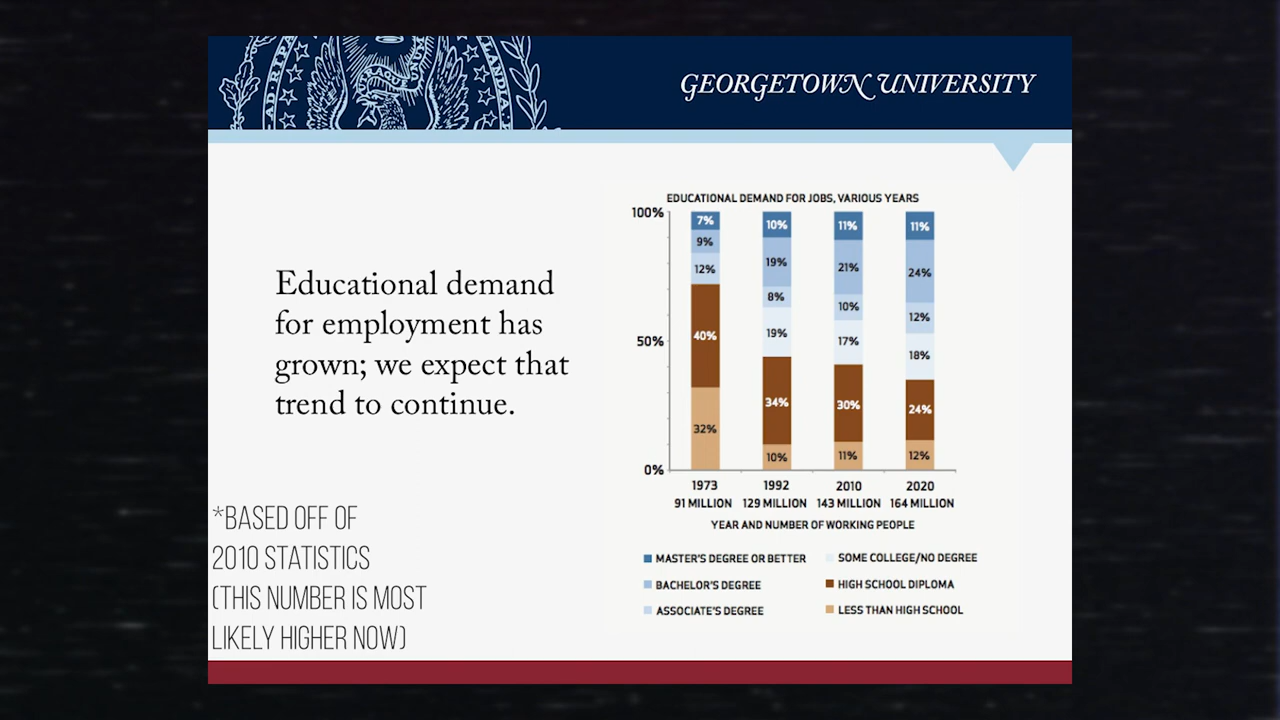 GEORGETOWN UNIVERSITY
Educational demand
for employment has
grown; we expect that
trend to continue.
*BASED OFF OF
2010 STATISTICS
(THIS NUMBER IS MOST
LIKELY HIGHER NOW)
EDUCATIONAL DEMAND FOR JOBS, VARIOUS YEARS
100%
50%
0%
7%
9%
12%
40%
32%
10%
19%
8%
19%
34%
10%
11%
21%
10%
17%
30%
11%
11%
24%
12%
18%
24%
12%
1973 1992 2010 2020
91 MILLION 129 MILLION 143 MILLION 164 MILLION
YEAR AND NUMBER OF WORKING PEOPLE
MASTER'S DEGREE OR BETTER SOME COLLEGE/NO DEGREE
BACHELOR'S DEGREE HIGH SCHOOL DIPLOMA
ASSOCIATE'S DEGREE LESS THAN HIGH SCHOOL